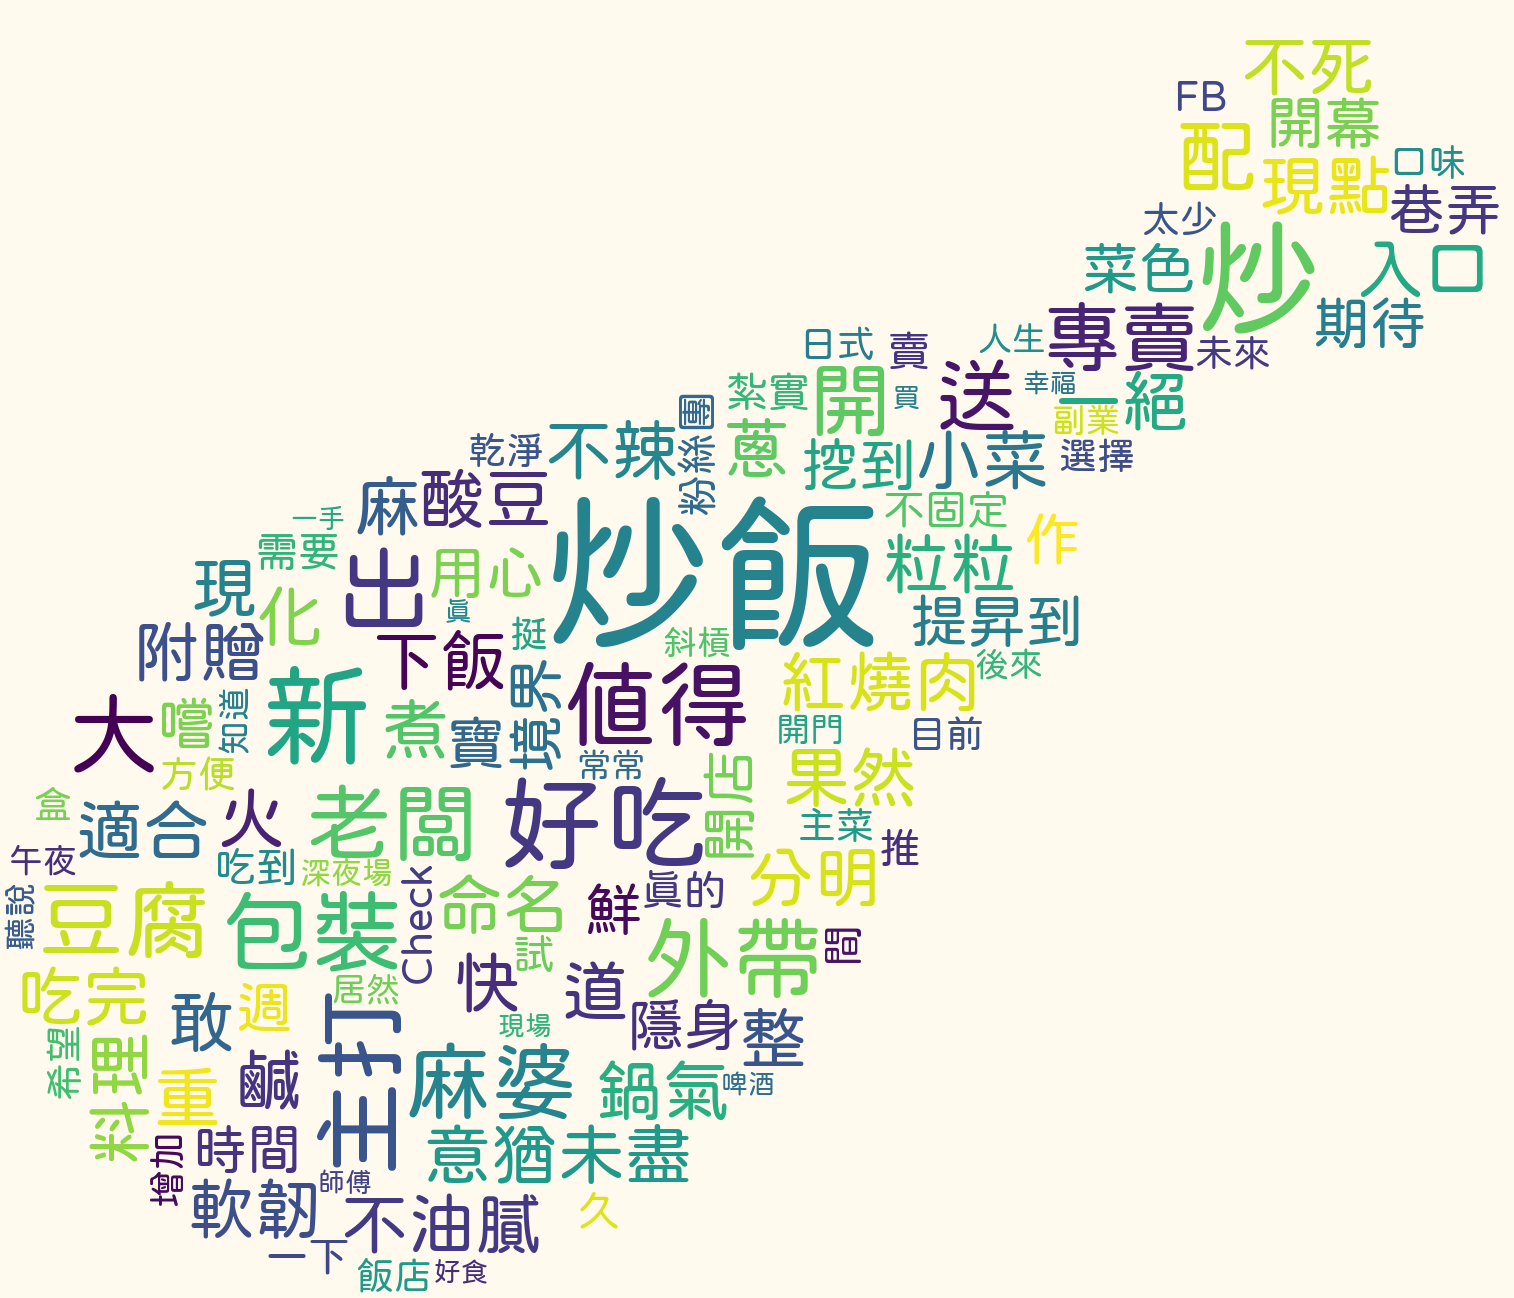 不死
FB
開幕
配
現點
口味
巷弄
太少
炒
菜色
入口
期待
專賣
未來
人生
日式
賣
送
幸福
一絕
紮實
開
買
副業
粉絲團
蔥
不辣
乾淨
挖到
小菜
選擇
酸豆
麻
炒飯
不固定
作
一手
需要
粒粒
出
用心
現
化
真
挺
提昇到
附贈
下飯
斜槓
紅燒肉
後來
境界
值得
新
大
嚐
知道
煮
寶
開門
目前
方便
常常
開店
果然
盒
適合
火
老闆
好吃
主菜
推
午夜
吃到
深夜場
Check
分明
聽說
豆腐
包裝
命名
鮮
真的
試
外帶
間
吃完
居然
快
道
敢
週
主打
現場
隱身
整
希望
料理
重
鹹
麻婆
鍋氣
啤酒
增加
時間
意猶未盡
師傅
軟韌
不油膩
久
一下
飯店
好食